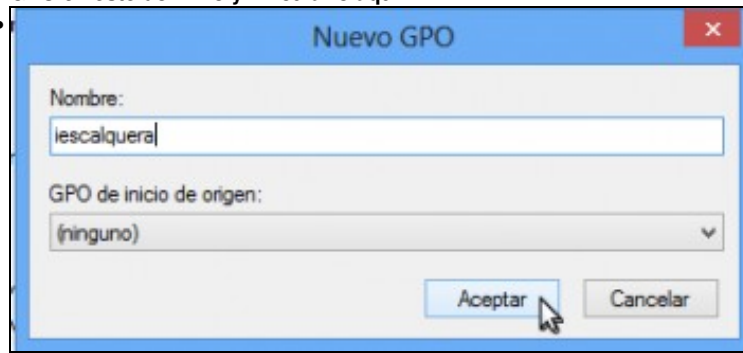 Nuevo GPO
Nombre:
iescalquera
GPO de inicio de origen:
(ninguno)
Aceptar
Cancelar